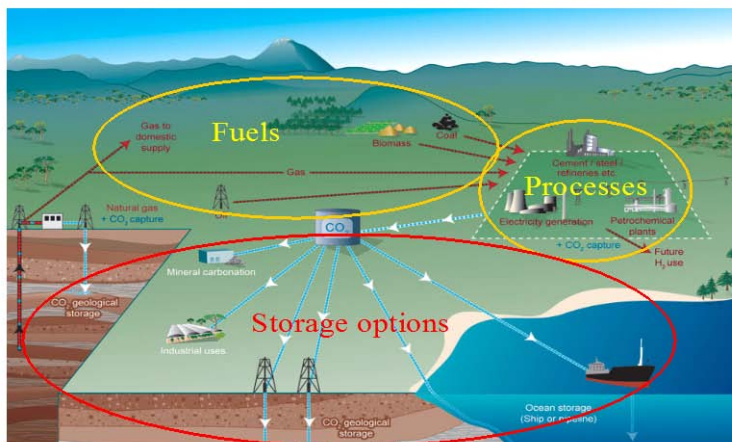 Gas to
domestic
supply
Fuels
Coal
Biomass
Gas
Oil
Cement / steel /
refineries etc
Processes
Electricity generation
Petrochemical
plants
+ CO2 capture
Future
H2 use
Natural gas
+ CO2 capture
CO2
Mineral carbonation
CO2 geological
storage
Storage options
Industrial uses
CO2 geological
storage
Ocean storage
(Ship or pipeline)